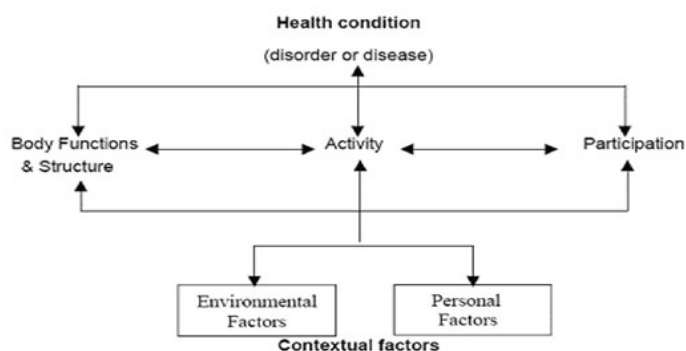 Health condition
(disorder or disease)
Body Functions
& Structure
Activity
Participation
Environmental
Factors
Personal
Factors
Contextual factors